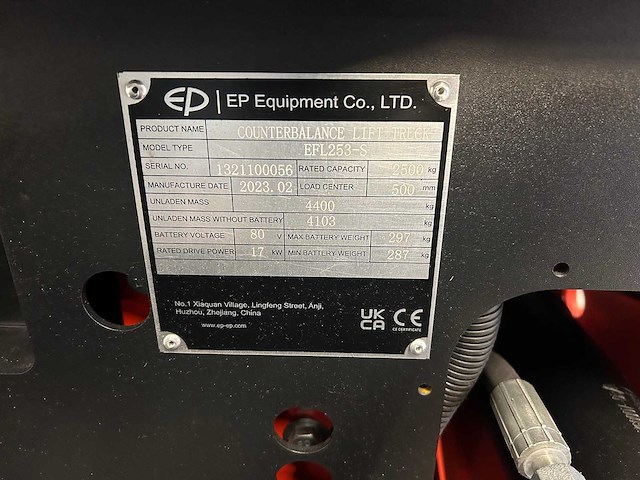 EP | EP Equipment Co., LTD.
PRODUCT NAME COUNTERBALANCE LIFT TRUCK
MODEL TYPE EFL253-S
SERIAL NO. 1321100056 RATED CAPACITY 2500 kg
MANUFACTURE DATE 2023.02 LOAD CENTER 500 mm
UNLADEN MASS 4400 kg
UNLADEN MASS WITHOUT BATTERY 4103 kg
BATTERY VOLTAGE 80 V MAX BATTERY WEIGHT 297 kg
RATED DRIVE POWER 17 KW MIN BATTERY WEIGHT 287 kg
No.1 Xiaquan Village, Lingfeng Street, Anji,
Huzhou, Zhejiang, China
www.ep-ep.com
UK
CA
CE
CE CERTIFICATE